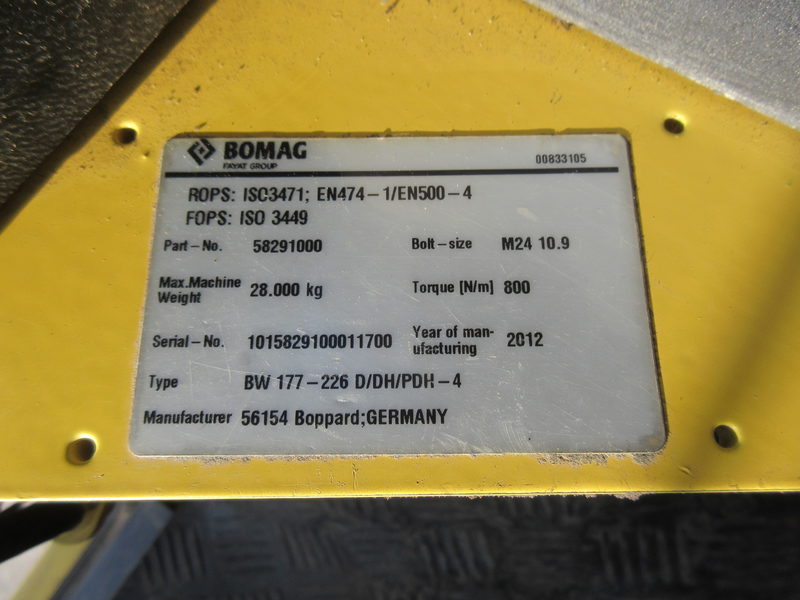 BOMAG
FAYAT GROUP
00833105
ROPS: ISO3471; EN474-1/EN500-4
FOPS: ISO 3449
Part-No. 58291000 Bolt-size M24 10.9
Max.Machine Weight 28.000 kg Torque [N/m] 800
Serial-No. 1015829100011700 Year of man-ufacturing 2012
Type BW 177-226 D/DH/PDH-4
Manufacturer 56154 Boppard;GERMANY